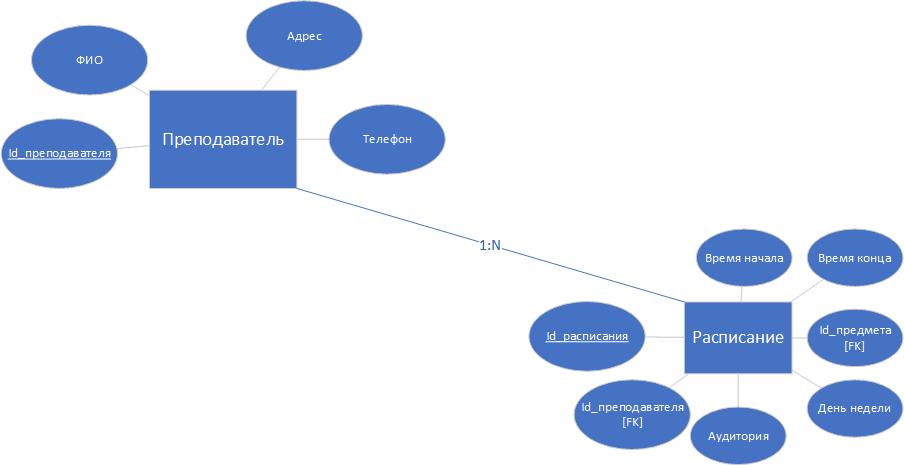 Адрес
ФИО
Преподаватель
Телефон
Id_преподавателя
1:N
Время начала
Время конца
Id_расписания
Расписание
Id_предмета
[FK]
Id_преподавателя
[FK]
День недели
Аудитория